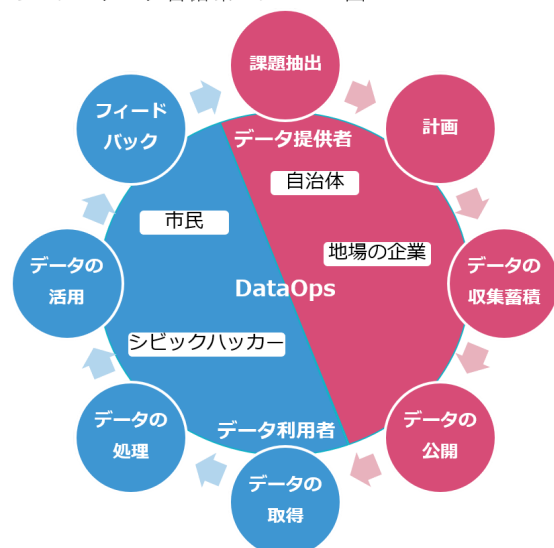 課題抽出
フィード
バック
計画
データ提供者
自治体
市民
地場の企業
データの
活用
DataOps
データの
収集蓄積
シビックハッカー
データの
処理
データ利用者
データの
公開
データの
取得